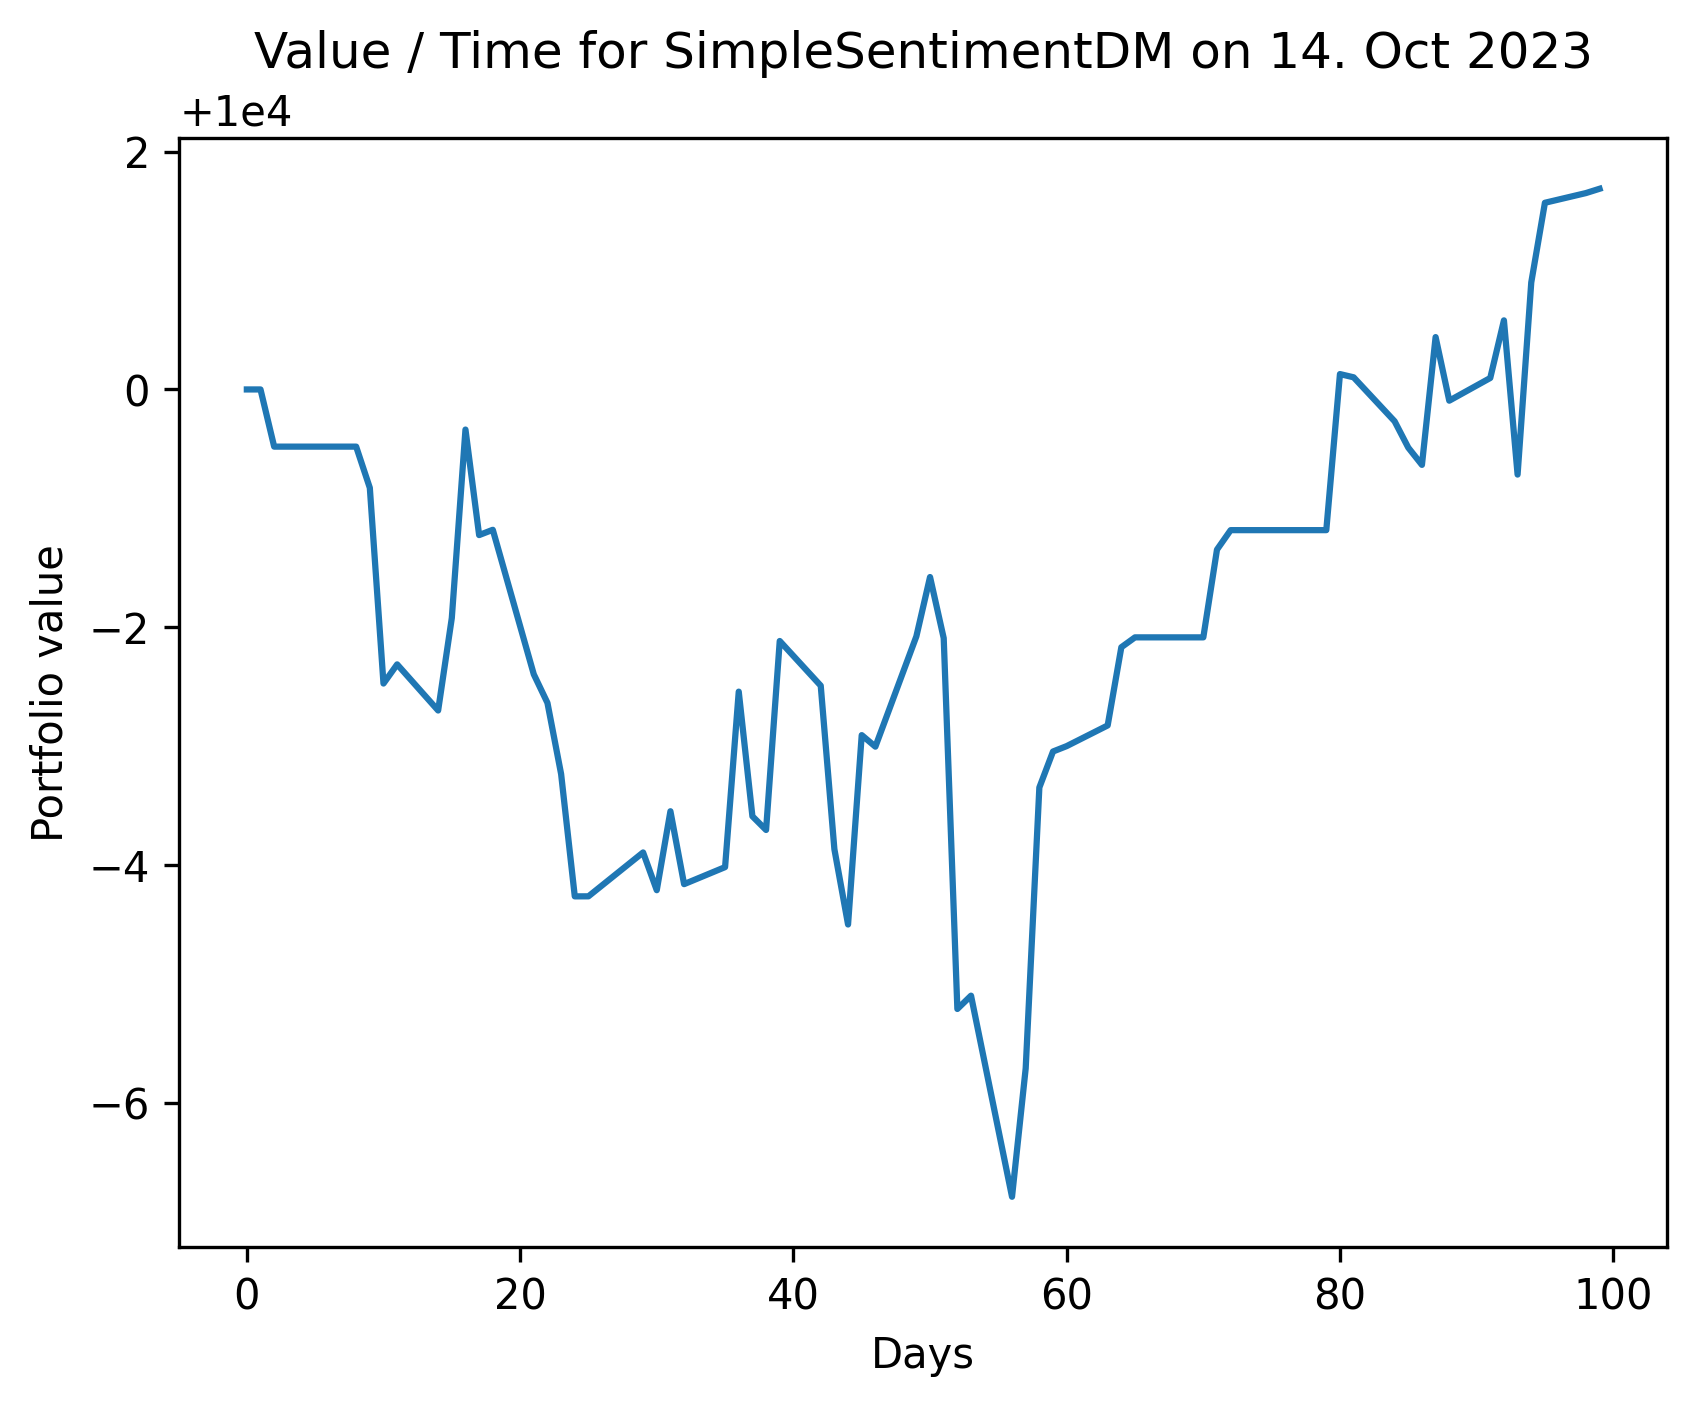 Value / Time for SimpleSentimentDM on 14. Oct 2023
+1e4
2
0
−2
−4
−6
Portfolio value
0 20 40 60 80 100
Days